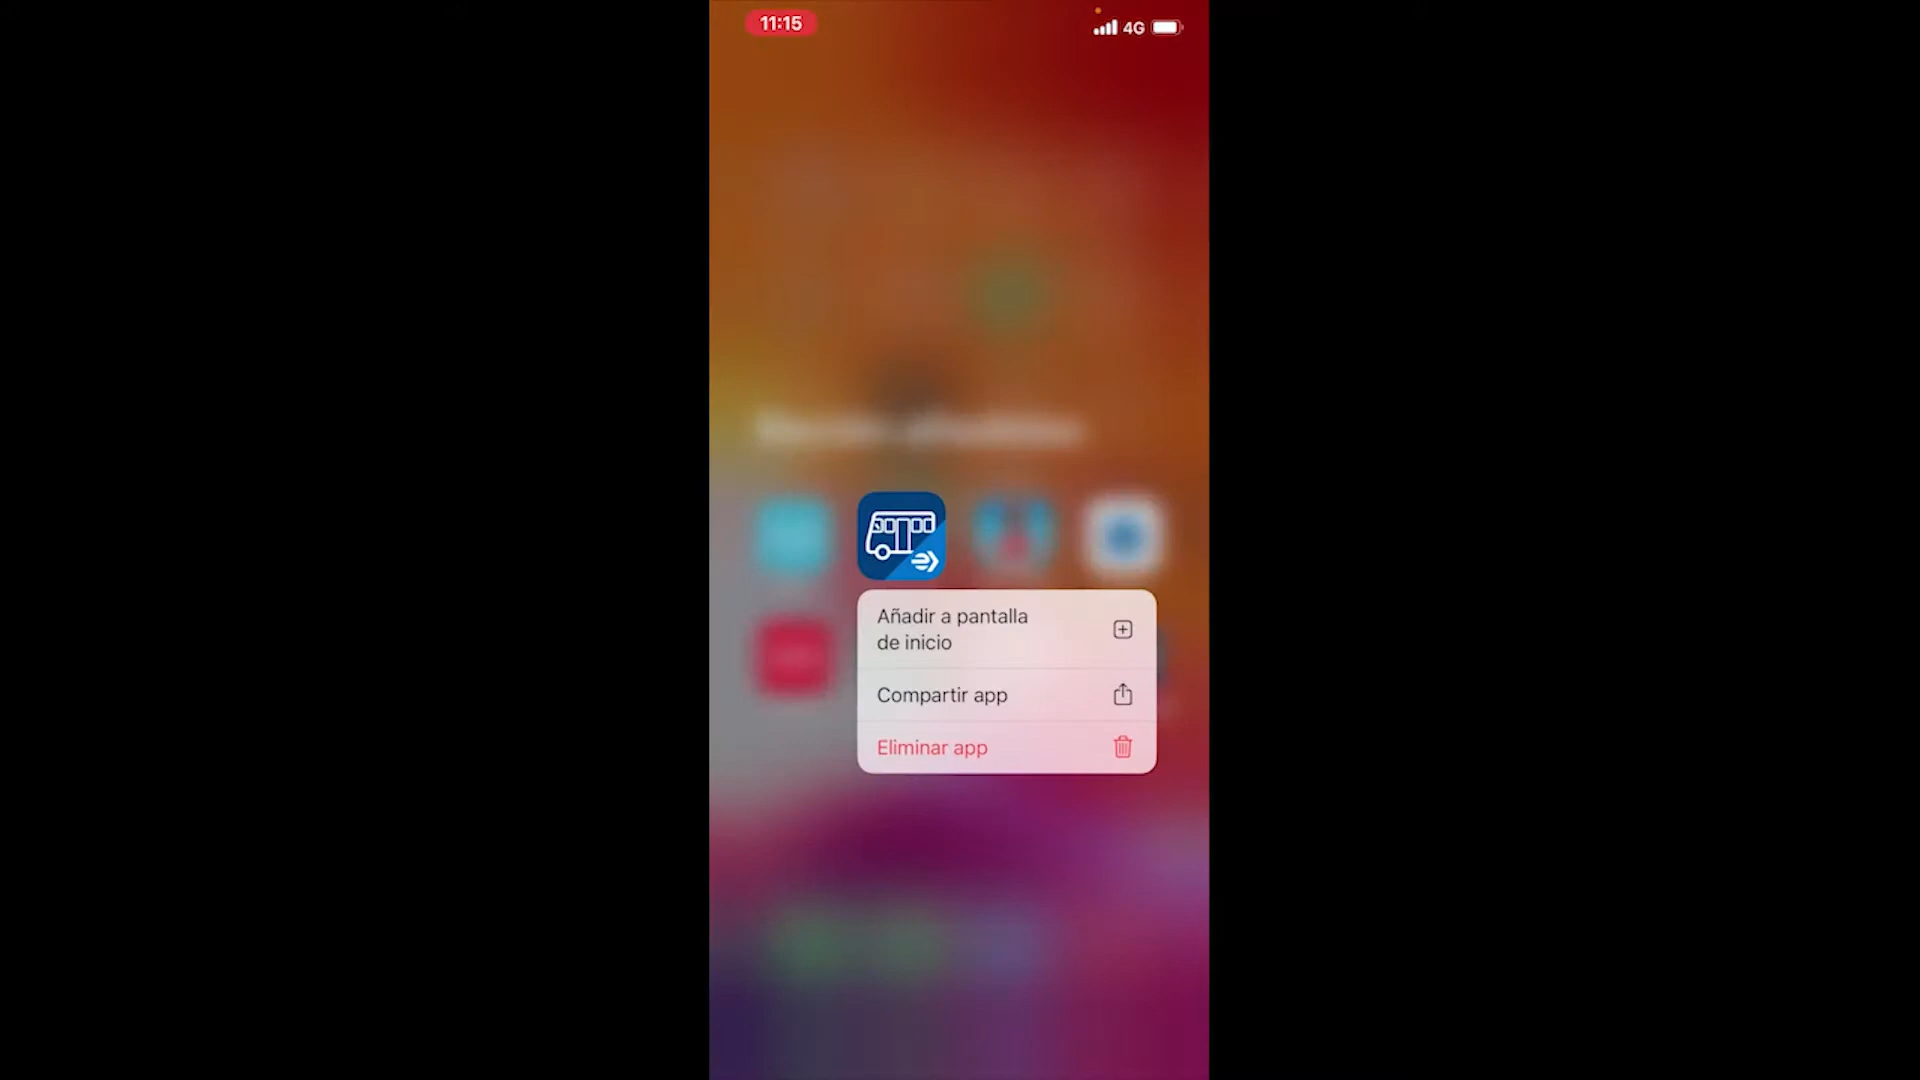 11:15
4G
Añadir a pantalla
de inicio
Compartir app
Eliminar app